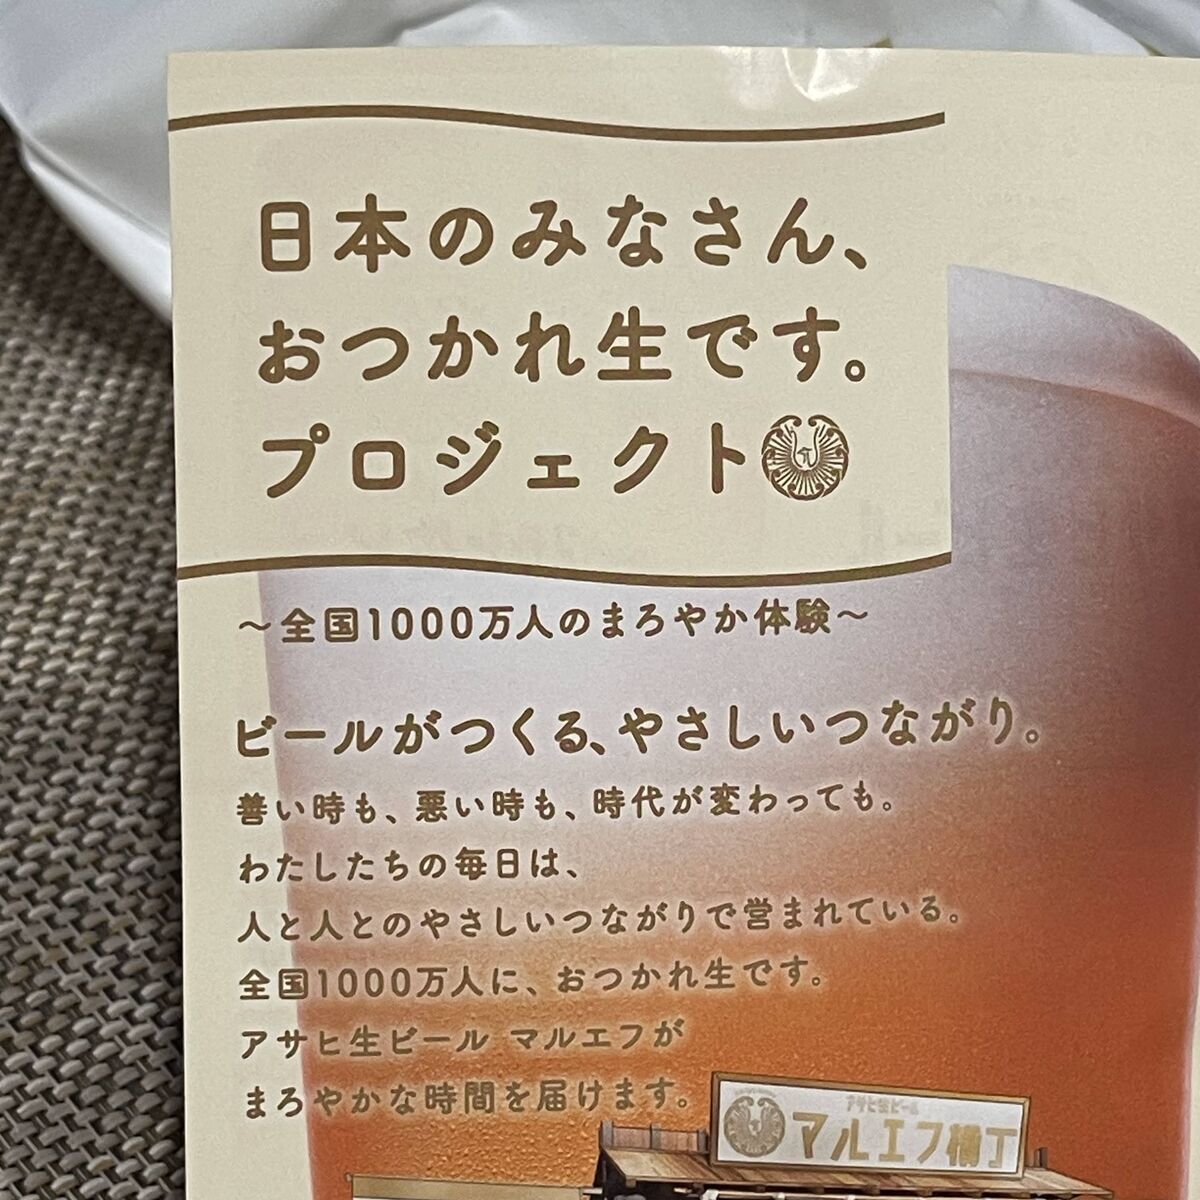 日本のみなさん、
おつかれ生です。
プロジェクト
～全国1000万人のまろやか体験～
ビールがつくる、やさしいつながり。
善い時も、悪い時も、時代が変わっても。
わたしたちの毎日は、
人と人とのやさしいつながりで営まれている。
全国1000万人に、おつかれ生です。
アサヒ生ビール マルエフが
まろやかな時間を届けます。
アサヒ生ビール
マルエフ横丁